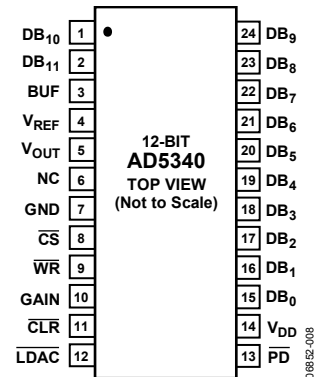 DB10 1 24 DB9
DB11 2 23 DB8
BUF 3 22 DB7
VREF 4 21 DB6
VOUT 5 20 DB5
NC 6 19 DB4
GND 7 18 DB3
CS 8 17 DB2
WR 9 16 DB1
GAIN 10 15 DB0
CLR 11 14 VDD
LDAC 12 13 PD
12-BIT
AD5340
TOP VIEW
(Not to Scale)
06852-008